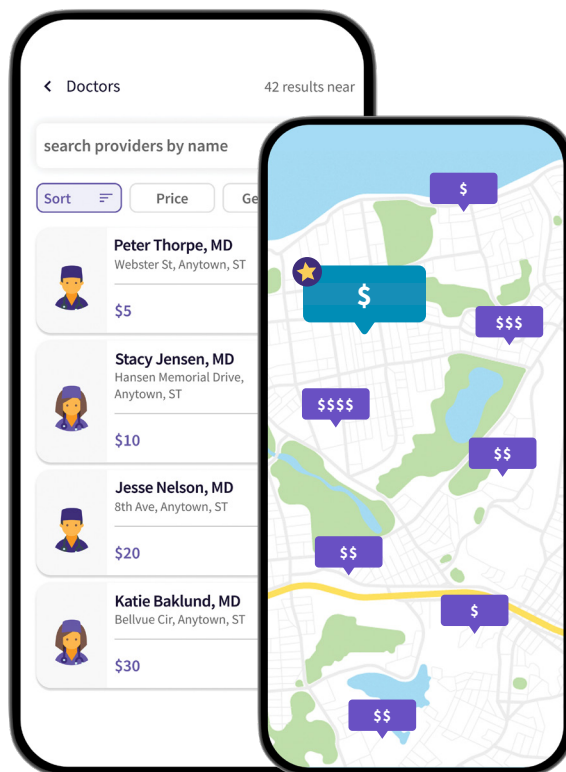 Doctors
42 results near
search providers by name
Sort
Price
Ge
Peter Thorpe, MD
Webster St, Anytown, ST
$5
Stacy Jensen, MD
Hansen Memorial Drive,
Anytown, ST
$10
Jesse Nelson, MD
8th Ave, Anytown, ST
$20
Katie Baklund, MD
Bellvue Cir, Anytown, ST
$30
$
$
$$$
$$$$
$$
$$
$
$$